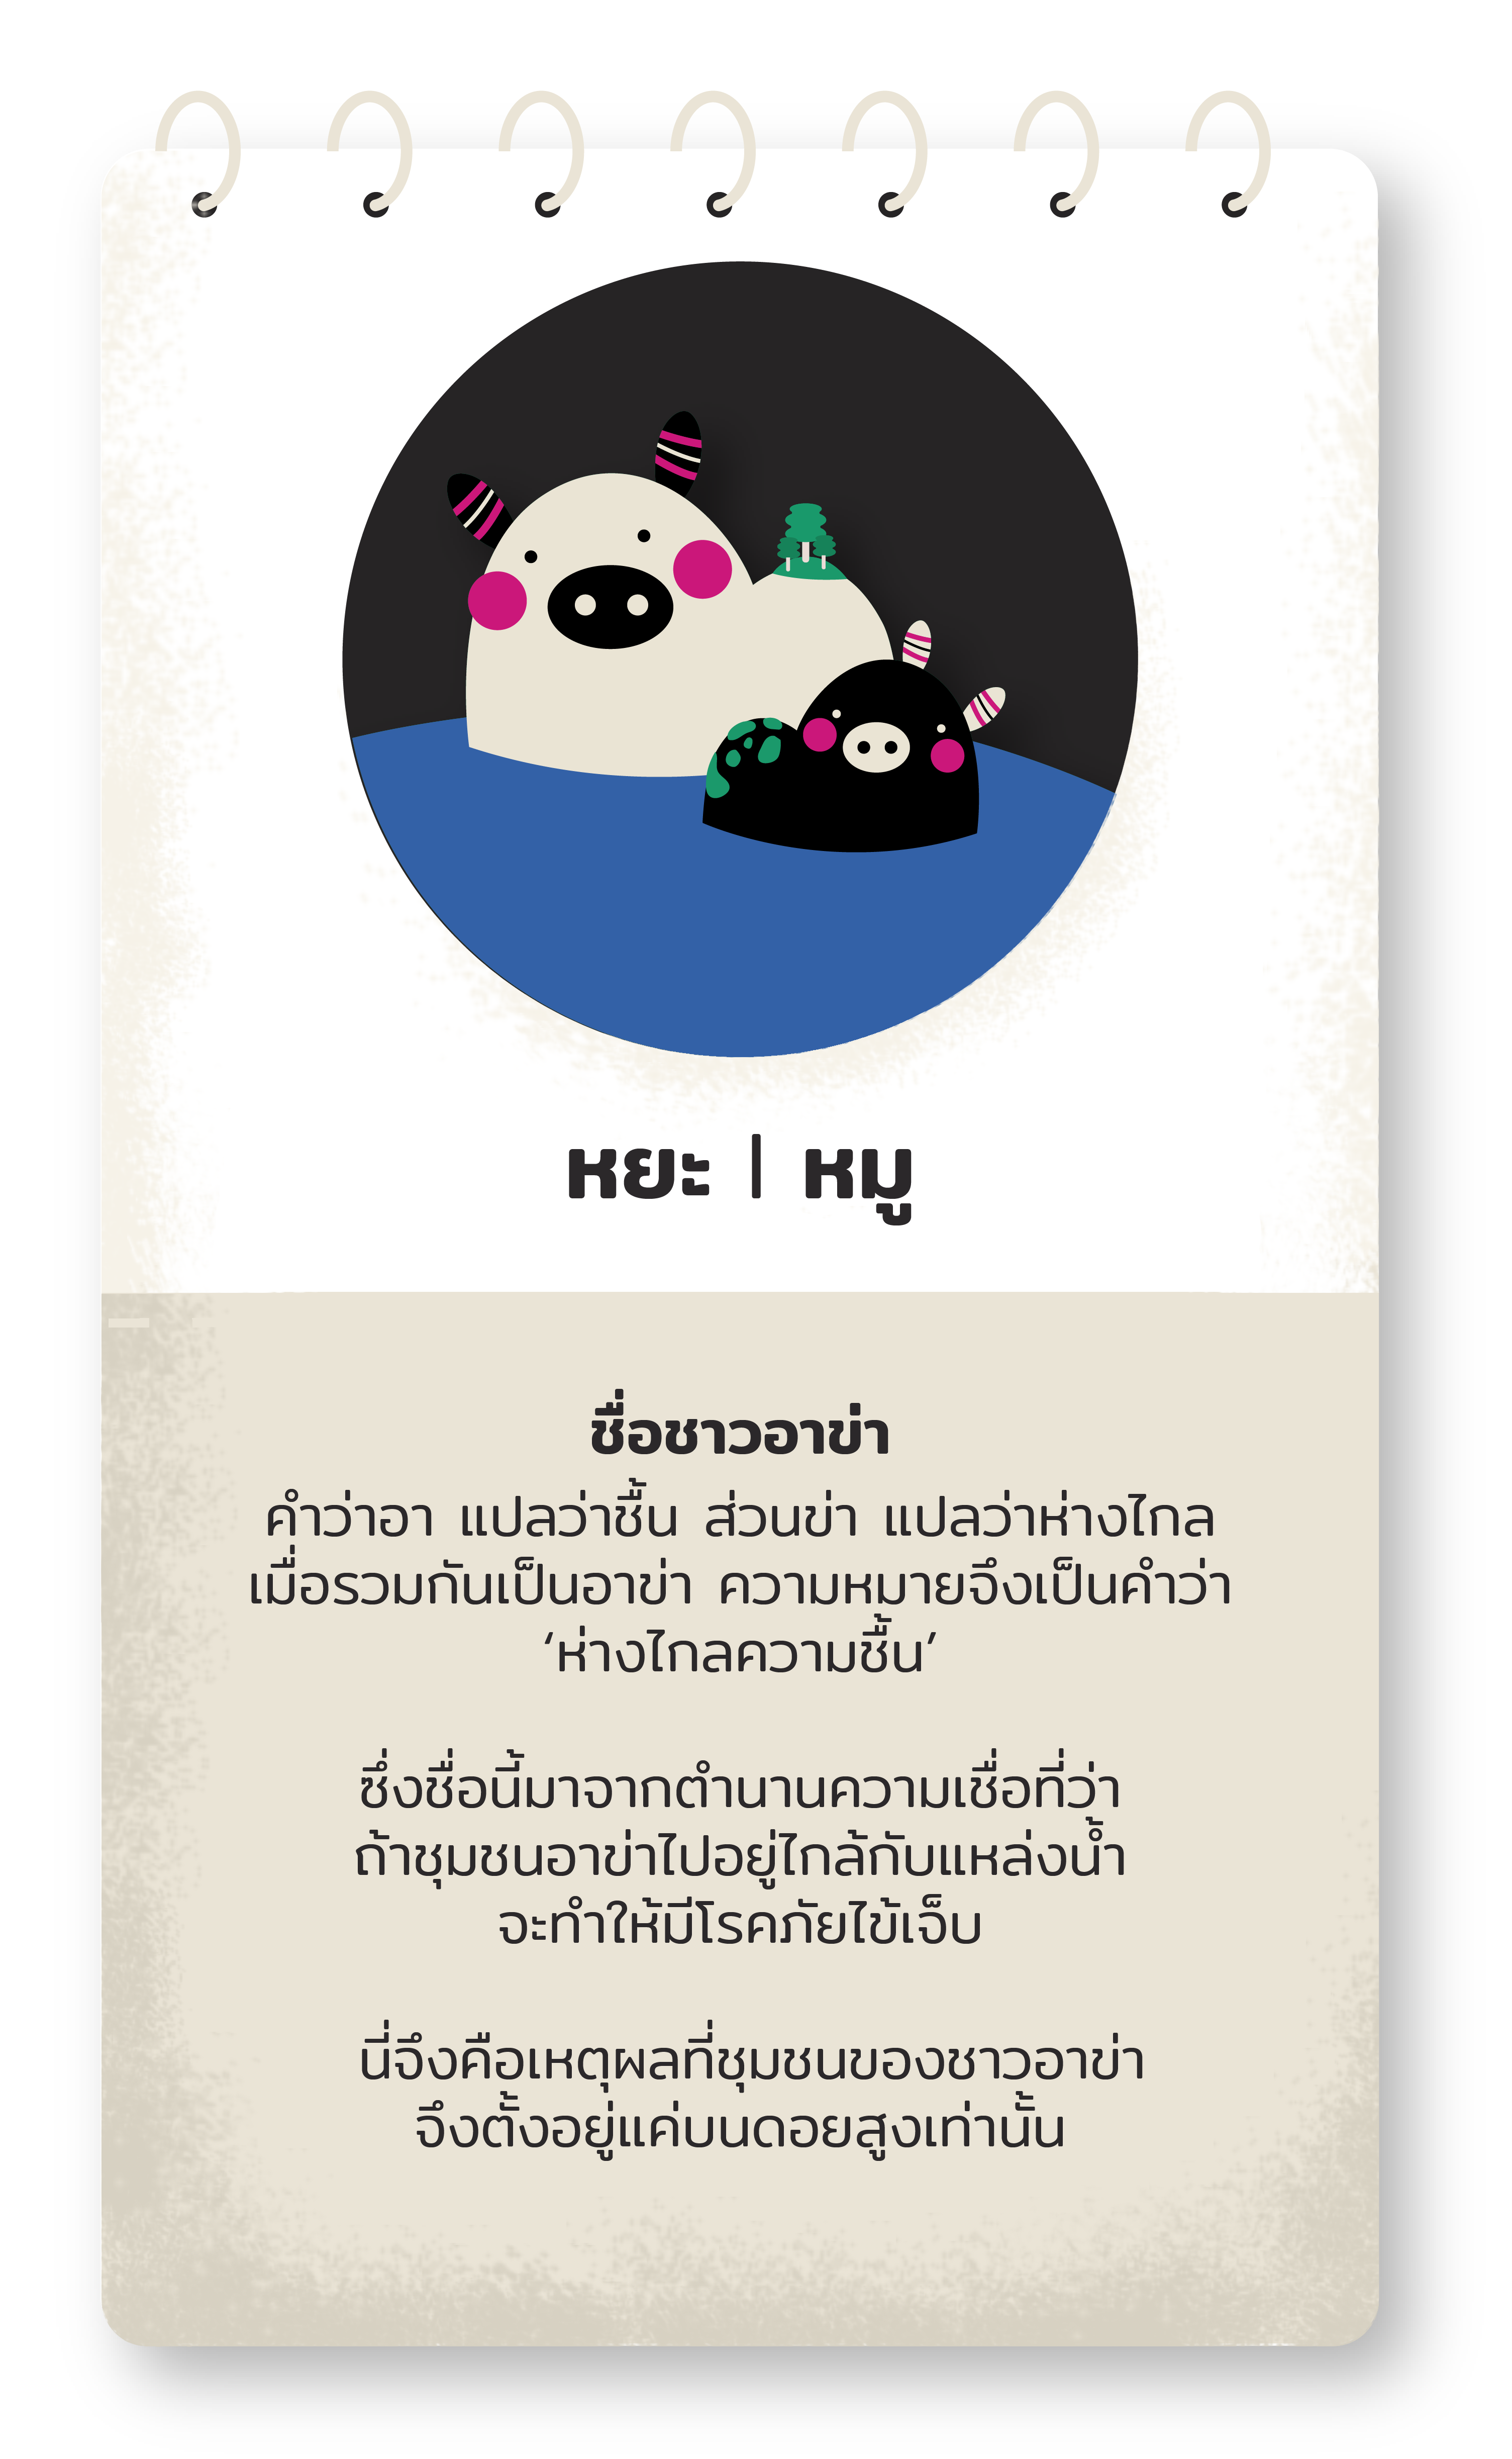 หยะ | หมู
ชื่อชาวอาข่า
คำว่าอา แปลว่าชื้น ส่วนข่า แปลว่าห่างไกล
เมื่อรวมกันเป็นอาข่า ความหมายจึงเป็นคำว่า
‘ห่างไกลความชื้น’
ซึ่งชื่อนี้มาจากตำนานความเชื่อที่ว่า
ถ้าชุมชนอาข่าไปอยู่ใกล้กับแหล่งน้ำ
จะทำให้มีโรคภัยไข้เจ็บ
นี่จึงคือเหตุผลที่ชุมชนของชาวอาข่า
จึงตั้งอยู่แค่บนดอยสูงเท่านั้น